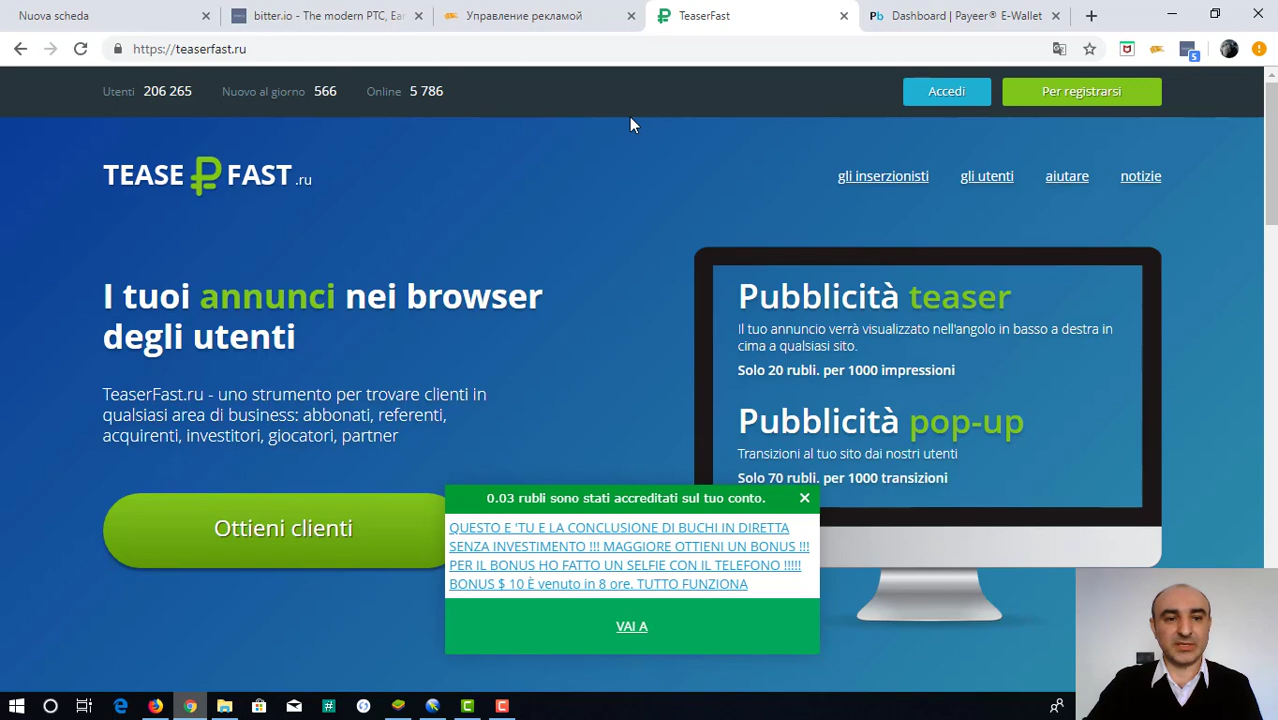 Nuova scheda
bitter.io - The modern PTC, Ear
Управление рекламой
TeaserFast
Dashboard | Payeer® E-Wallet
https://teaserfast.ru
5
Utenti 206 265 Nuovo al giorno 566 Online 5 786
Accedi
Per registrarsi
TEASE FAST .ru
gli inserzionisti gli utenti aiutare notizie
I tuoi annunci nei browser
degli utenti
TeaserFast.ru - uno strumento per trovare clienti in
qualsiasi area di business: abbonati, referenti,
acquirenti, investitori, giocatori, partner
Ottieni clienti
Pubblicità teaser
Il tuo annuncio verrà visualizzato nell'angolo in basso a destra in
cima a qualsiasi sito.
Solo 20 rubli. per 1000 impressioni
Pubblicità pop-up
Transizioni al tuo sito dai nostri utenti
Solo 70 rubli. per 1000 transizioni
0.03 rubli sono stati accreditati sul tuo conto.
QUESTO E 'TU E LA CONCLUSIONE DI BUCHI IN DIRETTA
SENZA INVESTIMENTO !!! MAGGIORE OTTIENI UN BONUS !!!
PER IL BONUS HO FATTO UN SELFIE CON IL TELEFONO !!!!!
BONUS $ 10 È venuto in 8 ore. TUTTO FUNZIONA
VAI A